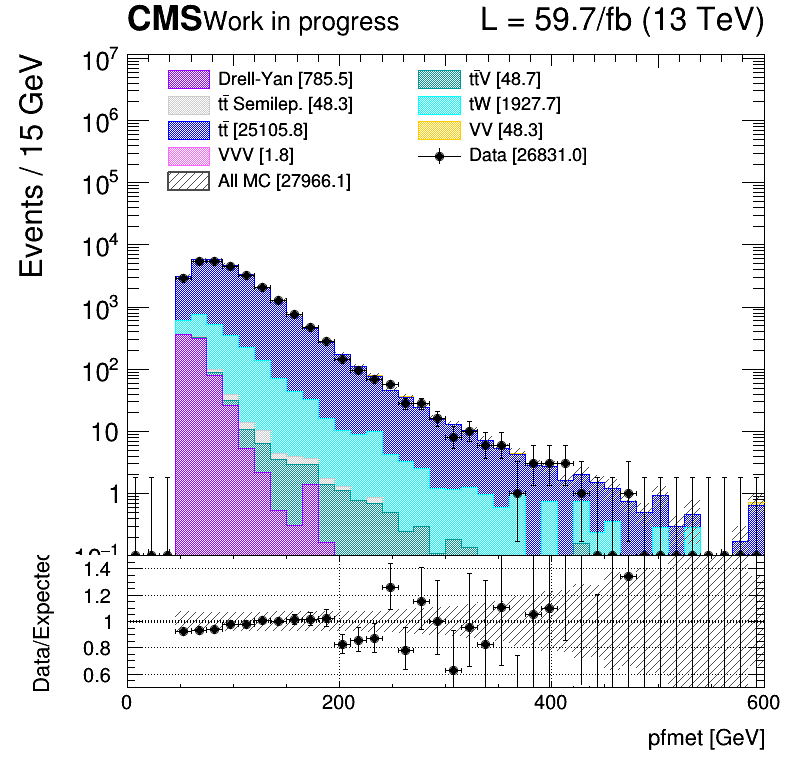 CMS Work in progress L = 59.7/fb (13 TeV)
Events / 15 GeV
10⁷
10⁶
10⁵
10⁴
10³
10²
10
1
10⁻¹
Drell-Yan [785.5]
tt̄ Semilep. [48.3]
tt̄ [25105.8]
VVV [1.8]
All MC [27966.1]
tt̄V [48.7]
tW [1927.7]
VV [48.3]
Data [26831.0]
Data/Expected
1.4
1.2
1
0.8
0.6
0 200 400 600
pfmet [GeV]